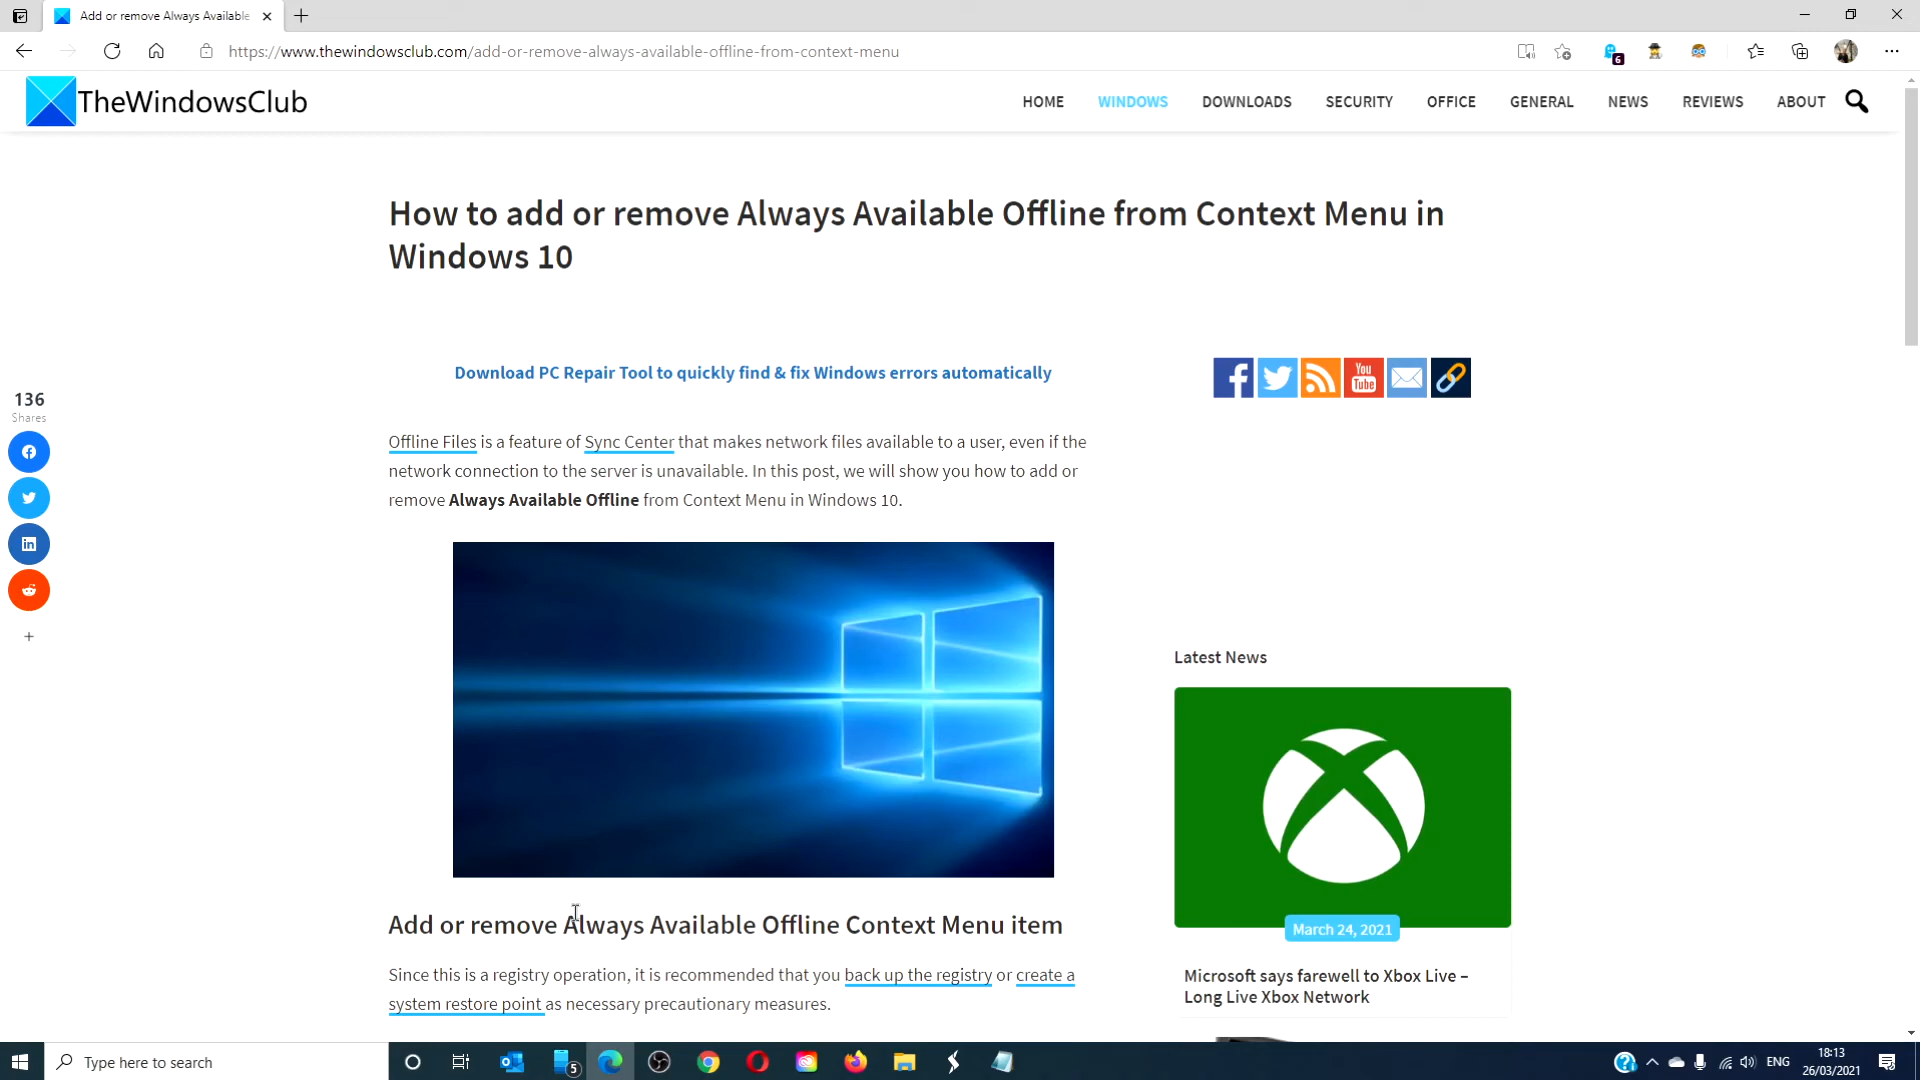 Add or remove Always Available
https://www.thewindowsclub.com/add-or-remove-always-available-offline-from-context-menu
6
TheWindowsClub
HOME WINDOWS DOWNLOADS SECURITY OFFICE GENERAL NEWS REVIEWS ABOUT
How to add or remove Always Available Offline from Context Menu in
Windows 10
Download PC Repair Tool to quickly find & fix Windows errors automatically
You
Tube
136
Shares
Offline Files is a feature of Sync Center that makes network files available to a user, even if the
network connection to the server is unavailable. In this post, we will show you how to add or
remove Always Available Offline from Context Menu in Windows 10.
Latest News
March 24, 2021
Microsoft says farewell to Xbox Live –
Long Live Xbox Network
Add or remove Always Available Offline Context Menu item
Since this is a registry operation, it is recommended that you back up the registry or create a
system restore point as necessary precautionary measures.
Type here to search
5
ENG
18:13
26/03/2021